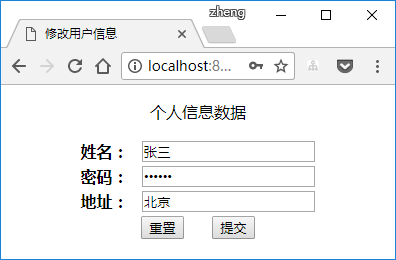 zheng
修改用户信息
localhost:8...
个人信息数据
姓名： 张三
密码： ••••••
地址： 北京
重置 提交